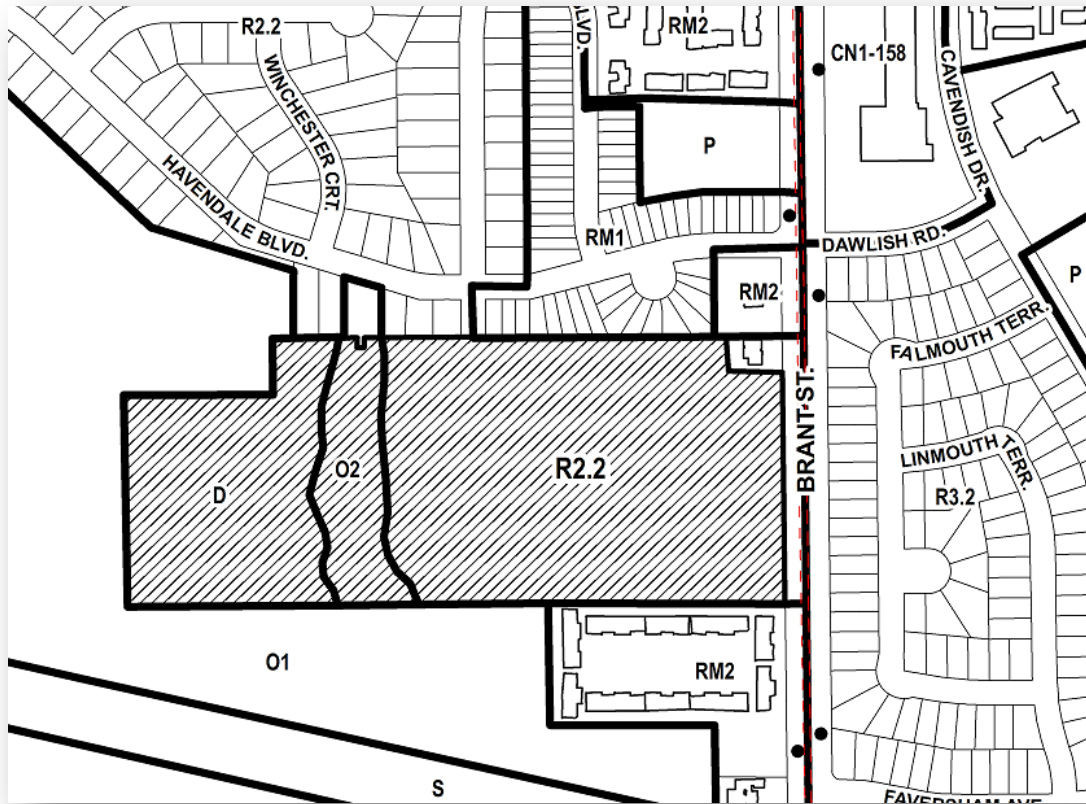 R2.2
BLVD.
RM2
CN1-158
CAVENDISH DR.
WINCHESTER CRT.
HAVENDALE BLVD.
P
RM1
DAWLISH RD.
P
RM2
FALMOUTH TERR.
BRANT ST.
LINMOUTH TERR.
O2
R2.2
D
R3.2
O1
RM2
S
FAVERSHAM AVE